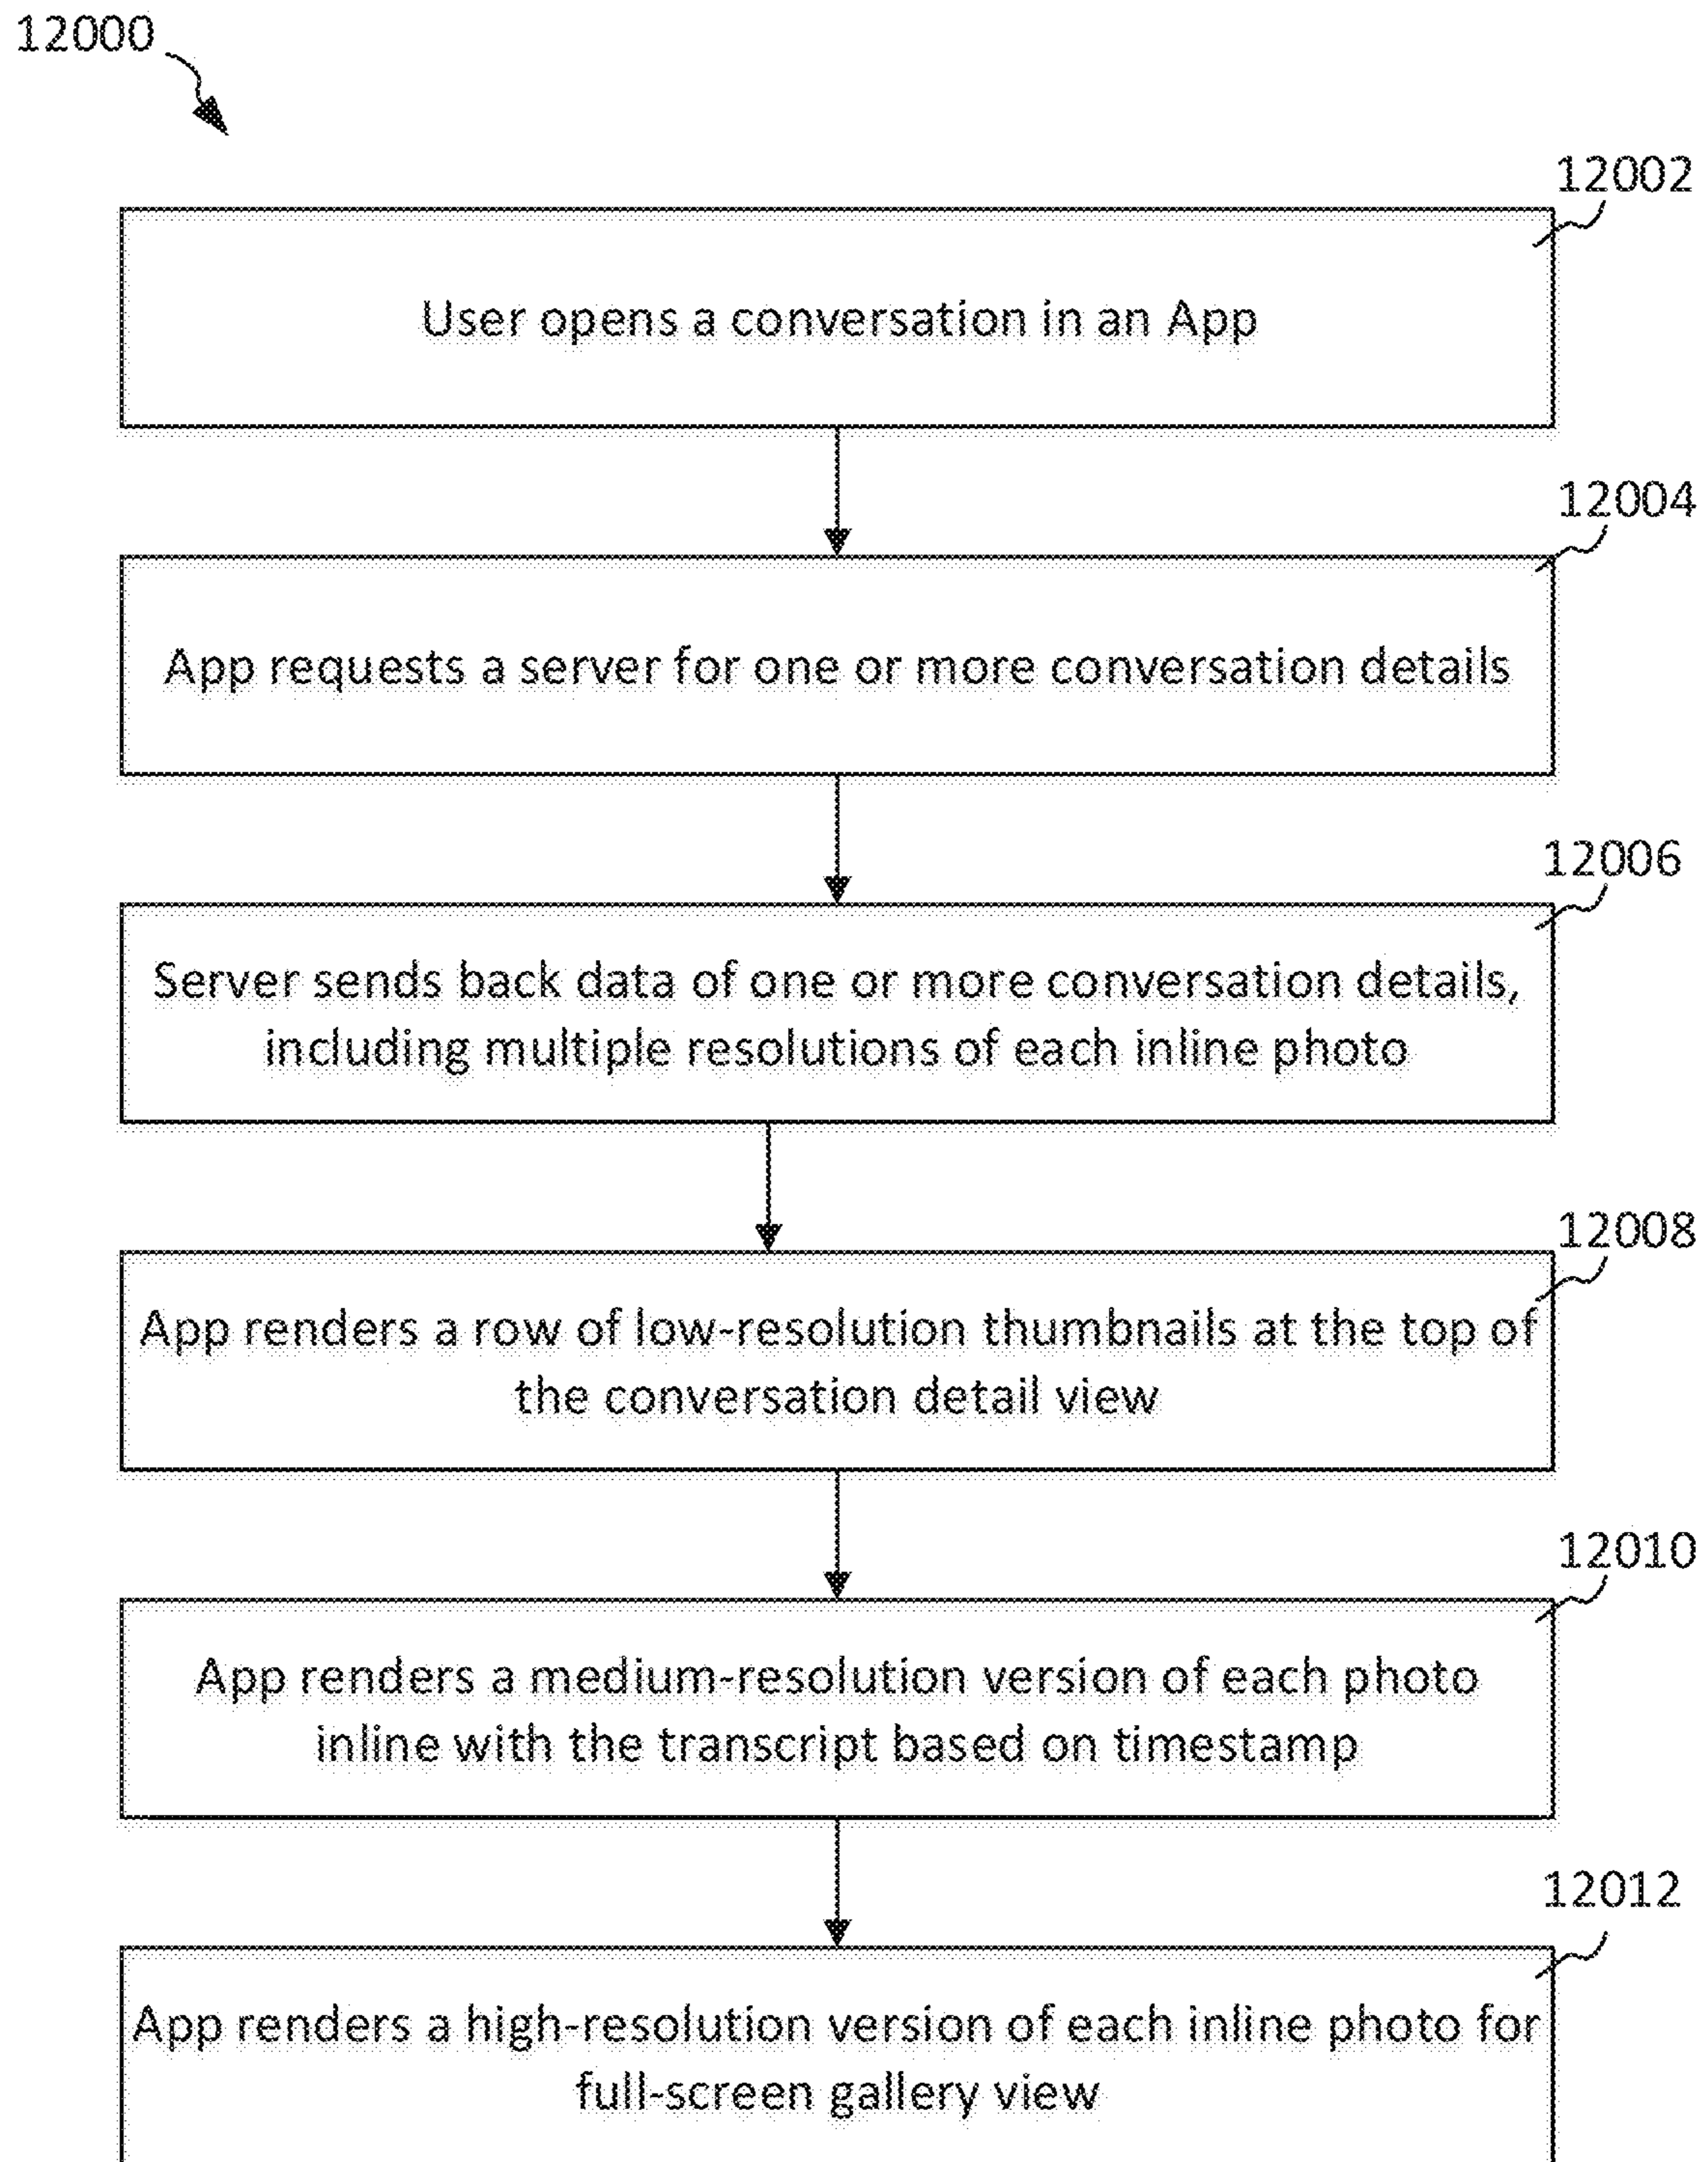 12000
12002
User opens a conversation in an App
12004
App requests a server for one or more conversation details
12006
Server sends back data of one or more conversation details,
including multiple resolutions of each inline photo
12008
App renders a row of low-resolution thumbnails at the top of
the conversation detail view
12010
App renders a medium-resolution version of each photo
inline with the transcript based on timestamp
12012
App renders a high-resolution version of each inline photo for
full-screen gallery view